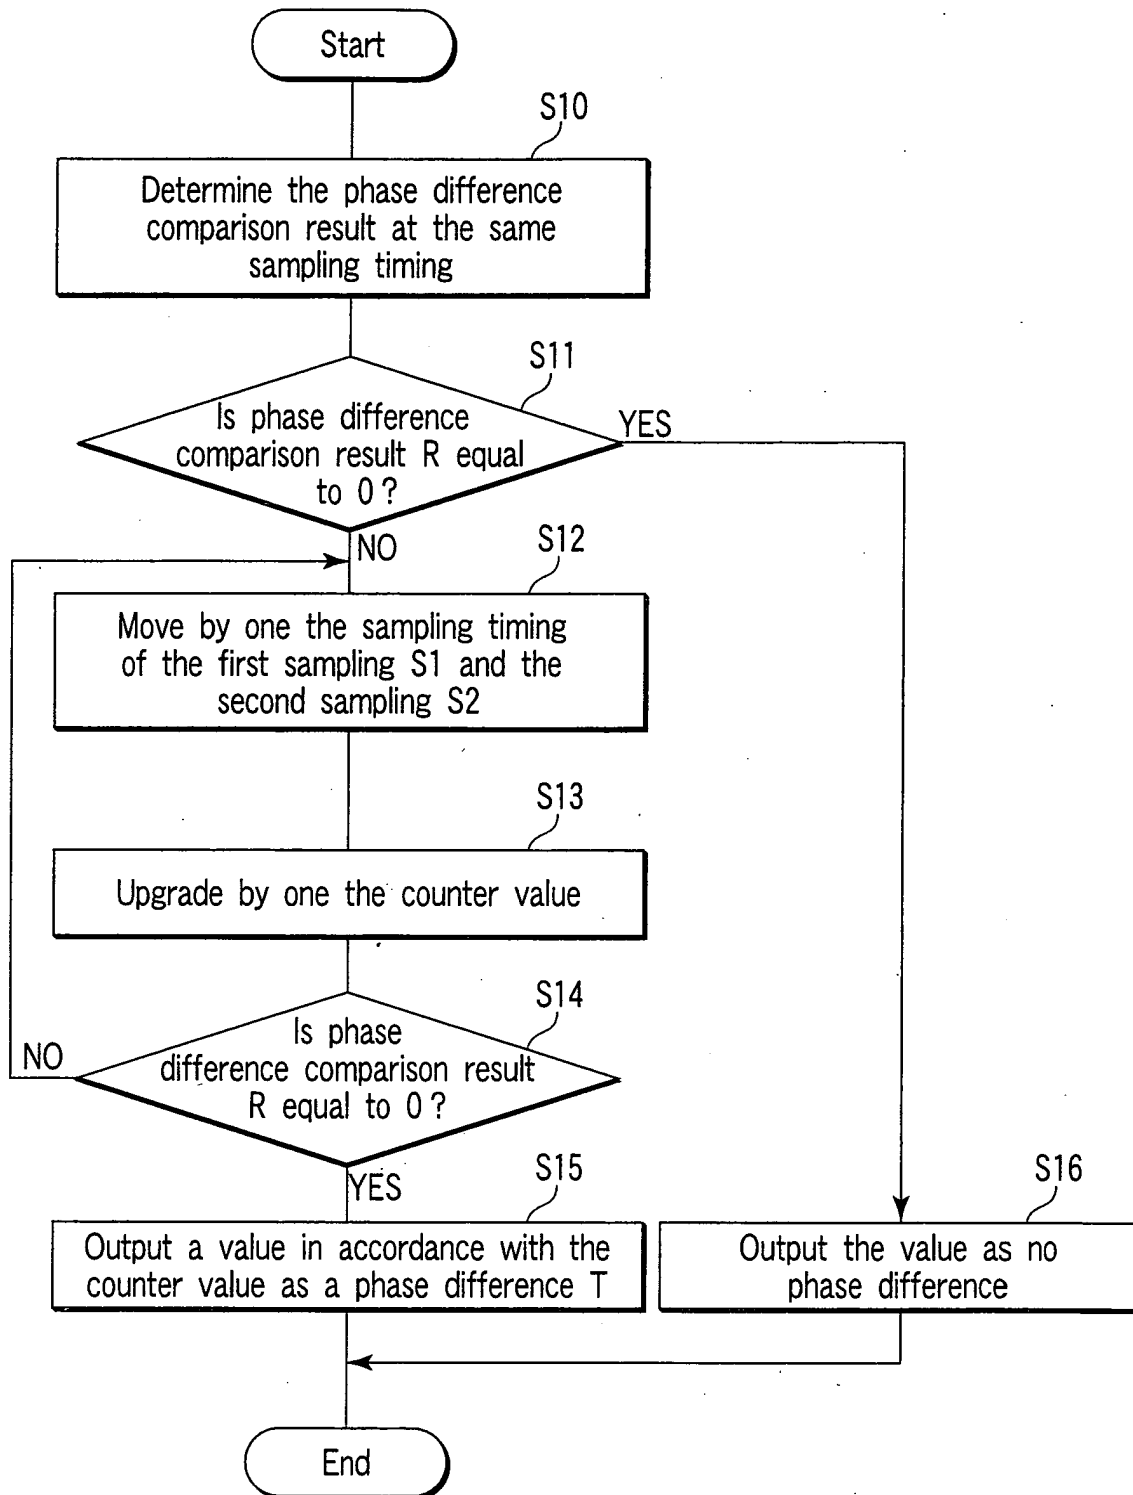 Start
S10
Determine the phase difference
comparison result at the same
sampling timing
S11
Is phase difference
comparison result R equal
to 0?
YES
NO
S12
Move by one the sampling timing
of the first sampling S1 and the
second sampling S2
S13
Upgrade by one the counter value
S14
Is phase
difference comparison result
R equal to 0?
NO
YES
S15
Output a value in accordance with the
counter value as a phase difference T
S16
Output the value as no
phase difference
End